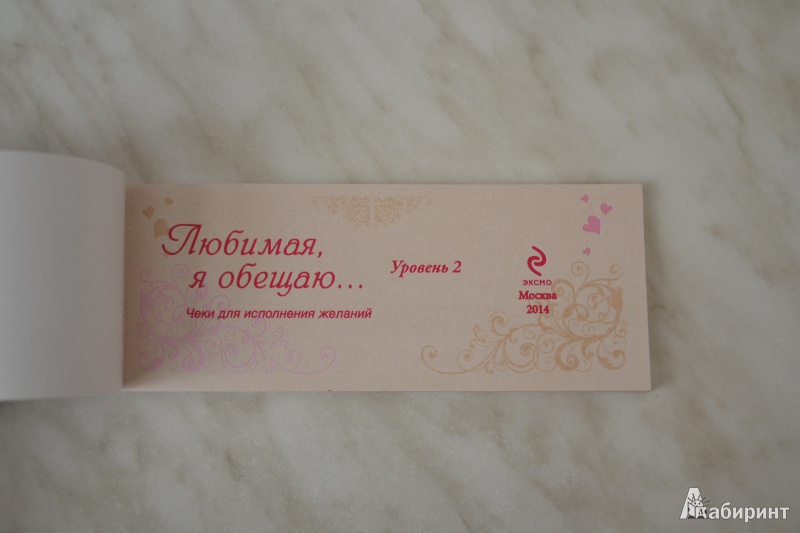 Любимая,
я обещаю...
Чеки для исполнения желаний
Уровень 2
ЭКСМО
Москва
2014
Лабиринт